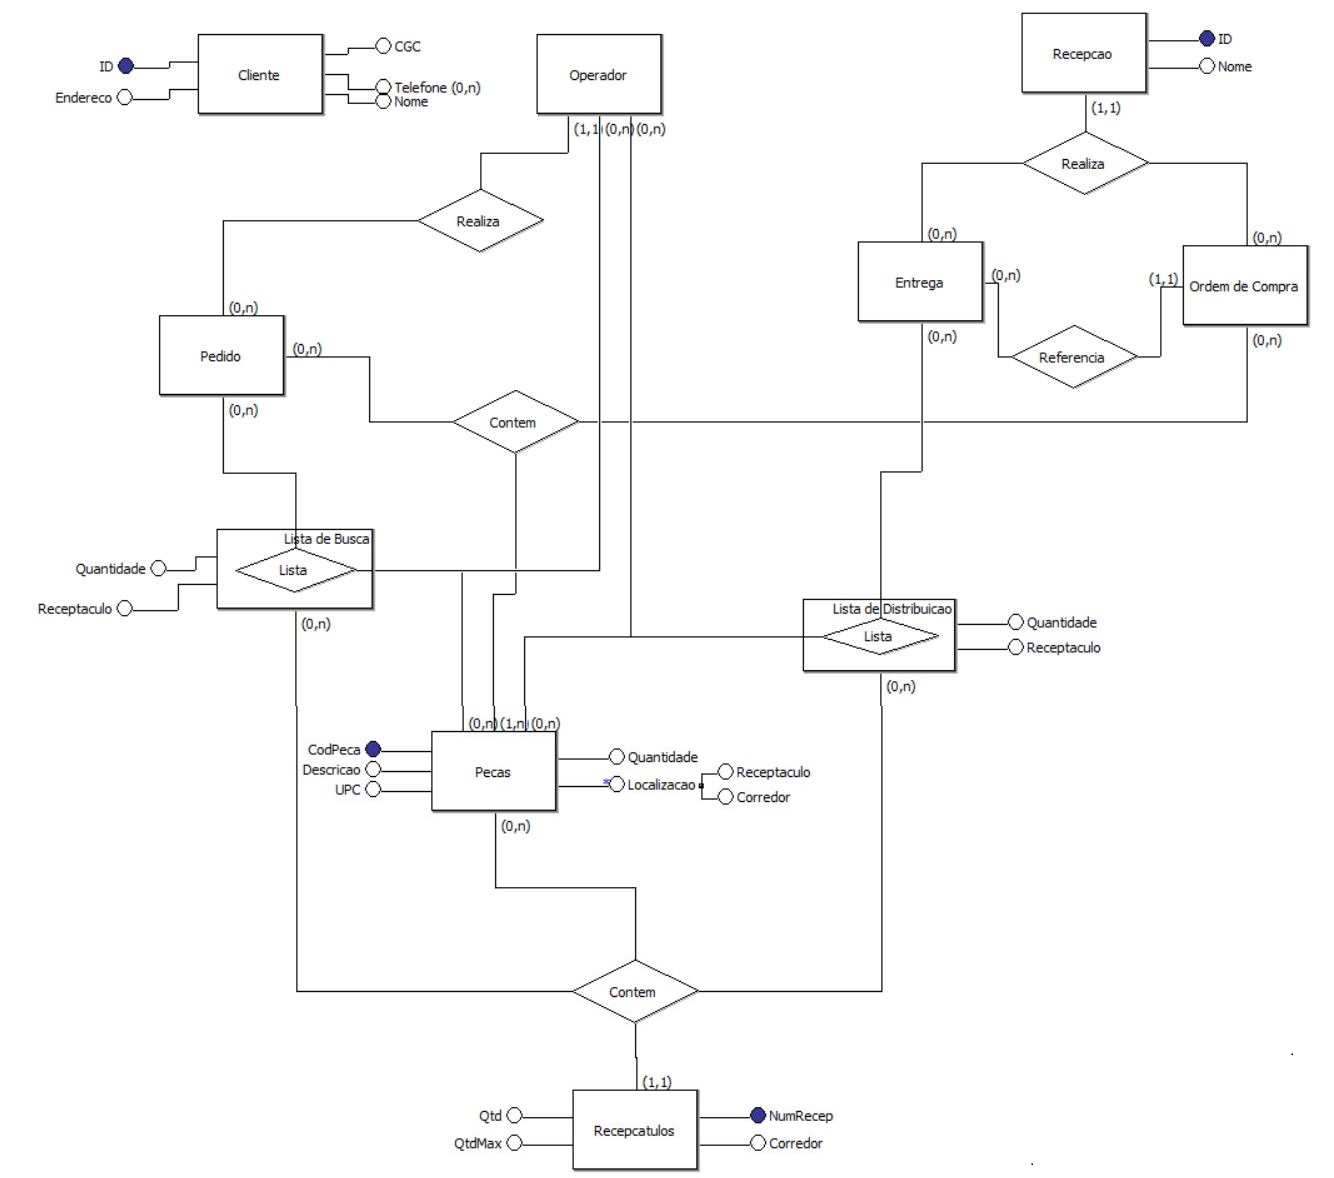 ID
Endereco
Cliente
CGC
Telefone (0,n)
Nome
Operador
(1,1) (0,n) (0,n)
Recepcao
ID
Nome
(1,1)
Realiza
Realiza
(0,n)
(0,n)
(0,n)
Entrega
(0,n)
(1,1)
Ordem de Compra
(0,n)
(0,n)
Referencia
Pedido
(0,n)
(0,n)
Contem
Lista de Busca
Lista
Quantidade
Receptaculo
(0,n)
Lista de Distribuicao
Lista
Quantidade
Receptaculo
(0,n)
(0,n) (1,n) (0,n)
CodPeca
Descricao
UPC
Pecas
Quantidade
*
Localizacao
Receptaculo
Corredor
(0,n)
Contem
(1,1)
Qtd
QtdMax
Recepcatulos
NumRecep
Corredor